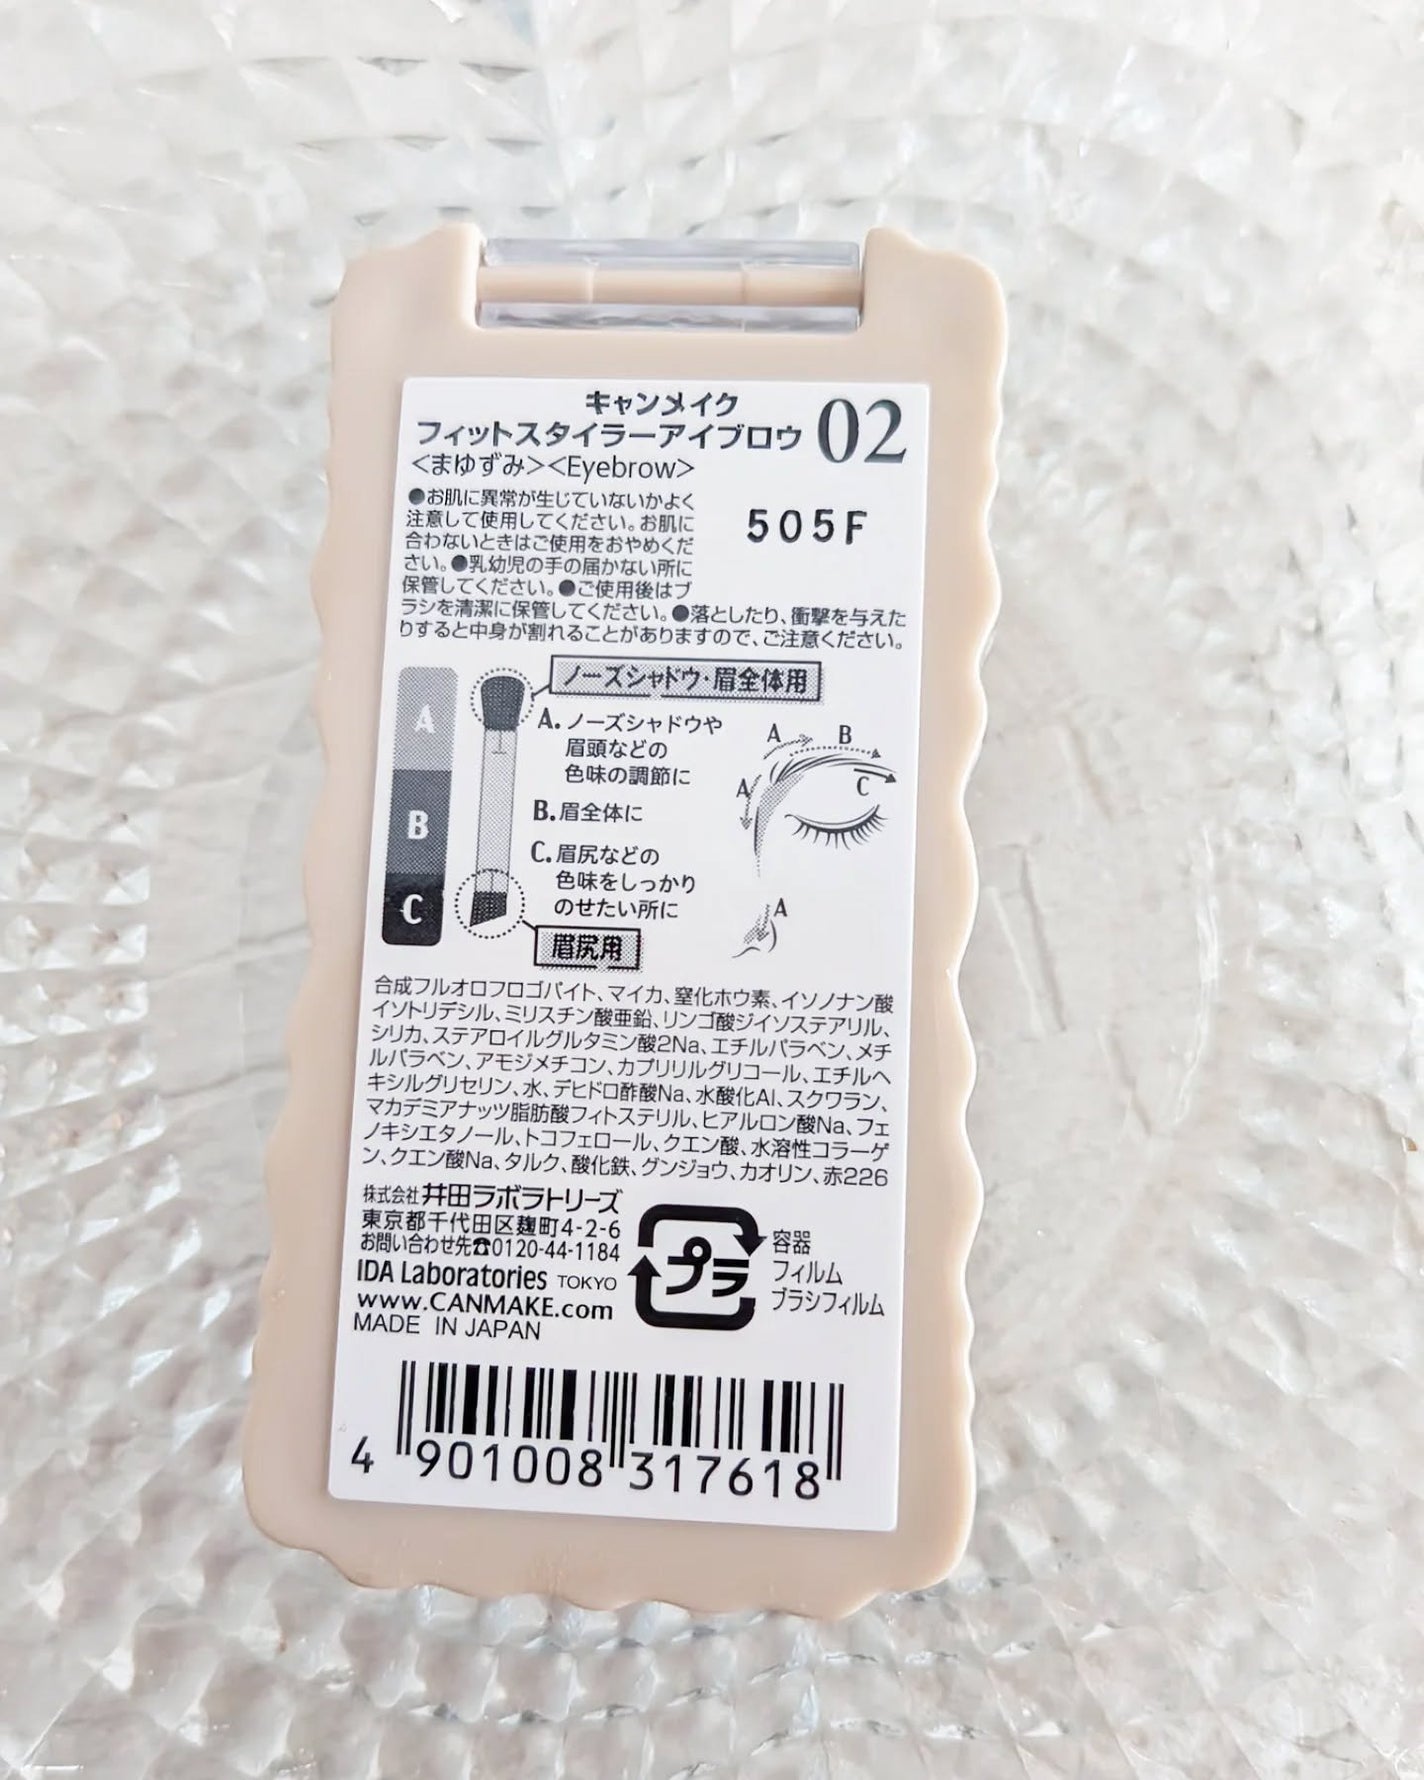 キャンメイク
フィットスタイラーアイブロウ 02
<まゆずみ><Eyebrow>
505F
●お肌に異常が生じていないかよく
注意して使用してください。お肌に
合わないときはご使用をおやめくだ
さい。●乳幼児の手の届かない所に
保管してください。●ご使用後はブ
ラシを清潔に保管してください。●落としたり、衝撃を与えた
りすると中身が割れることがありますので、ご注意ください。
A
B
C
ノーズシャドウ・眉全体用
A.ノーズシャドウや
眉頭などの
色味の調節に
B.眉全体に
C.眉尻などの
色味をしっかり
のせたい所に
眉尻用
A
B
A
C
A
合成フルオロフロゴパイト、マイカ、窒化ホウ素、イソノナン酸
イソトリデシル、ミリスチン酸亜鉛、リンゴ酸ジイソステアリル、
シリカ、ステアロイルグルタミン酸2Na、エチルパラベン、メチ
ルパラベン、アモジメチコン、カプリリルグリコール、エチルヘ
キシルグリセリン、水、デヒドロ酢酸Na、水酸化Al、スクワラン、
マカデミアナッツ脂肪酸フィトステリル、ヒアルロン酸Na、フェ
ノキシエタノール、トコフェロール、クエン酸、水溶性コラーゲ
ン、クエン酸Na、タルク、酸化鉄、グンジョウ、カオリン、赤226
株式会社 井田ラボラトリーズ
東京都千代田区麹町4-2-6
お問い合わせ先☎0120-44-1184
IDA Laboratories TOKYO
www.CANMAKE.com
MADE IN JAPAN
プラ
容器
フィルム
ブラシフィルム
4 901008 317618